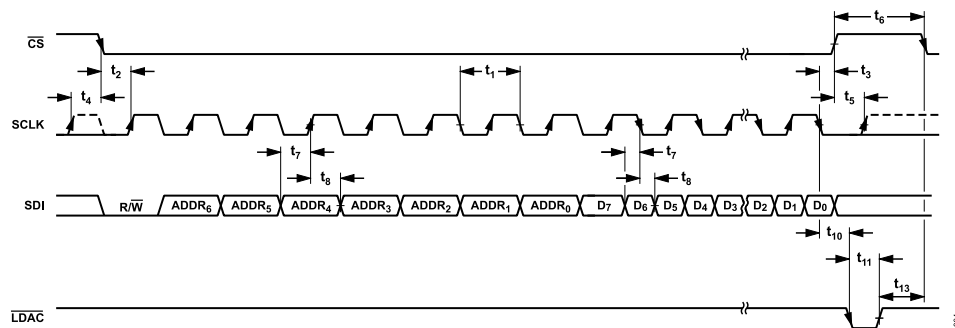 CS
t6
t2
t1
t3
t4
t5
SCLK
t7
t7
t8
t8
SDI
R/W
ADDR6
ADDR5
ADDR4
ADDR3
ADDR2
ADDR1
ADDR0
D7
D6
D5
D4
D3
D2
D1
D0
t10
t11
t13
LDAC